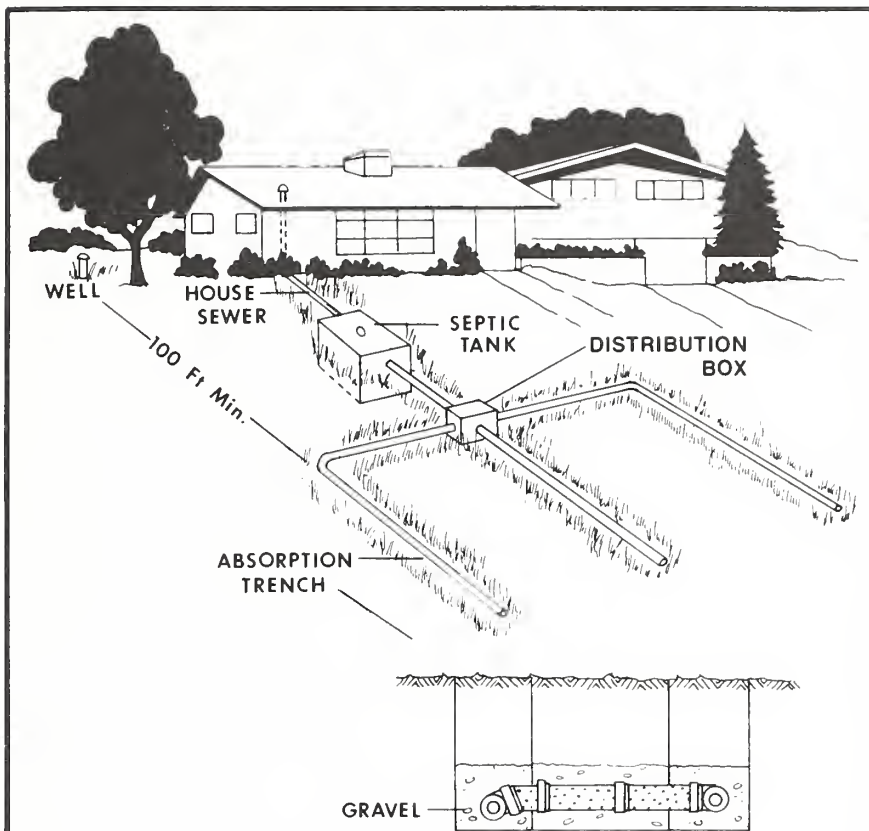 WELL
HOUSE
SEWER
SEPTIC
TANK
DISTRIBUTION
BOX
100 Ft Min.
ABSORPTION
TRENCH
GRAVEL